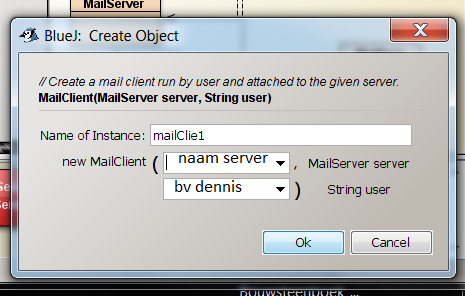 MailServer
BlueJ: Create Object
// Create a mail client run by user and attached to the given server.
MailClient(MailServer server, String user)
Name of Instance: mailClie1
new MailClient ( naam server , MailServer server
bv dennis ) String user
Ok Cancel
Bouwsteenboek ...